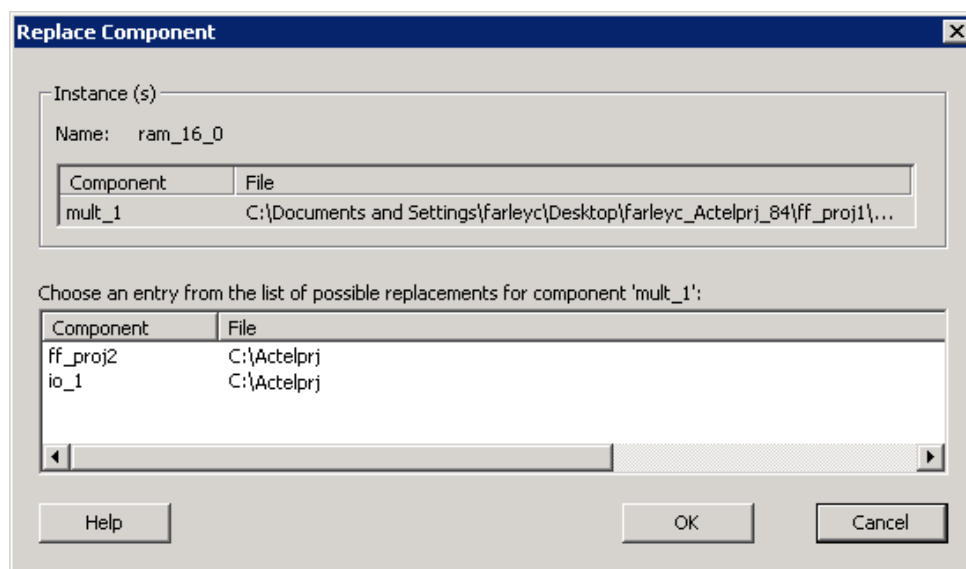 Replace Component
Instance (s)
Name: ram_16_0
Component File
mult_1 C:\Documents and Settings\farleyc\Desktop\farleyc_Actelprj_84\ff_proj1\...
Choose an entry from the list of possible replacements for component 'mult_1':
Component File
ff_proj2 C:\Actelprj
io_1 C:\Actelprj
Help OK Cancel